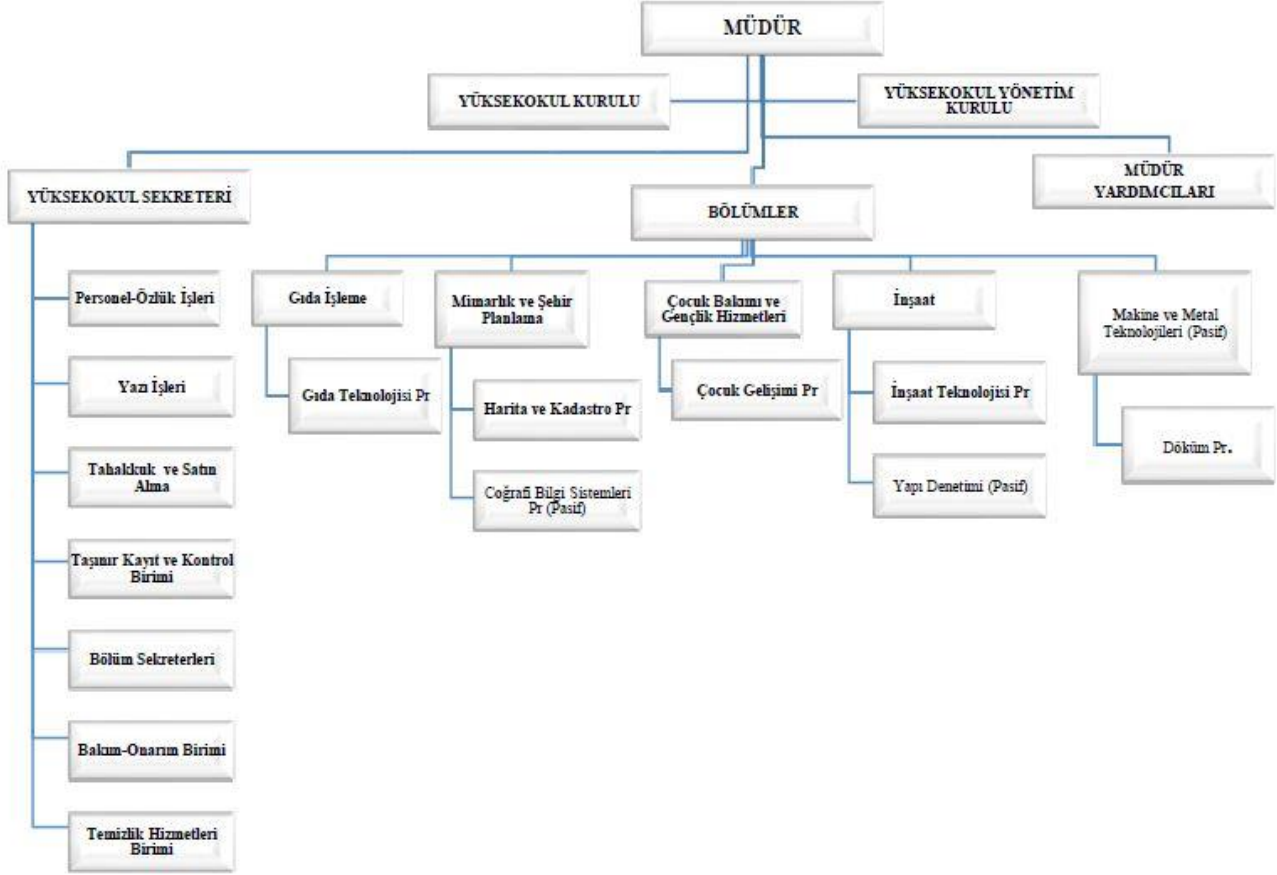 MÜDÜR
YÜKSEKOKUL KURULU
YÜKSEKOKUL YÖNETİM
KURULU
YÜKSEKOKUL SEKRETERİ
MÜDÜR
YARDIMCILARI
BÖLÜMLER
Personel-Özlük İşleri
Yazı İşleri
Tahakkuk ve Satın
Alma
Taşınır Kayıt ve Kontrol
Birimi
Bölüm Sekreterleri
Bakım-Onarım Birimi
Temizlik Hizmetleri
Birimi
Gıda İşleme
Gıda Teknolojisi Pr
Mimarlık ve Şehir
Planlama
Harita ve Kadastro Pr
Coğrafi Bilgi Sistemleri
Pr (Pasif)
Çocuk Bakımı ve
Gençlik Hizmetleri
Çocuk Gelişimi Pr
İnşaat
İnşaat Teknolojisi Pr
Yapı Denetimi (Pasif)
Makine ve Metal
Teknolojileri (Pasif)
Döküm Pr.